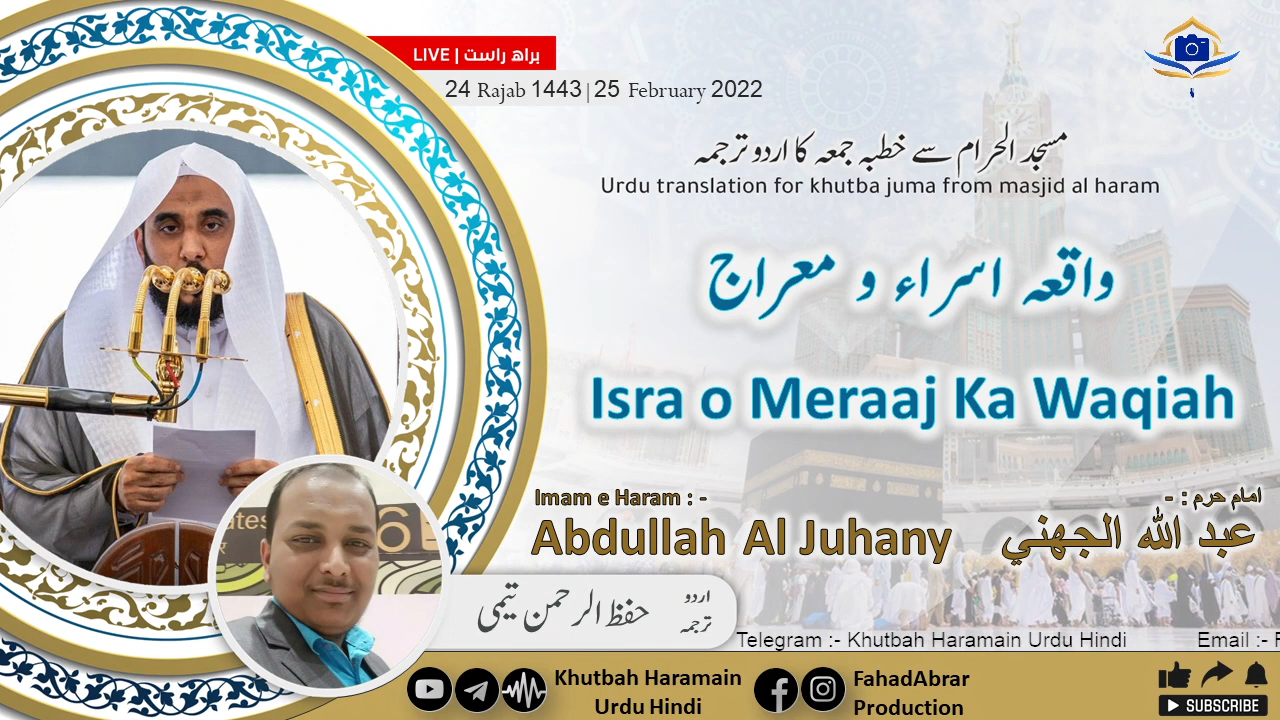 LIVE | براہ راست
24 Rajab 1443 | 25 February 2022
مسجد الحرام سے خطبہ جمعہ کا اردو ترجمہ
Urdu translation for khutba juma from masjid al haram
واقعہ اسراء و معراج
Isra o Meraaj Ka Waqiah
Imam e Haram : -
امام حرم : -
Abdullah Al Juhany
عبد الله الجهني
اردو
ترجمہ
حفظ الرحمن تیمی
Telegram :- Khutbah Haramain Urdu Hindi
Email :- F
Khutbah Haramain
Urdu Hindi
FahadAbrar
Production
SUBSCRIBE